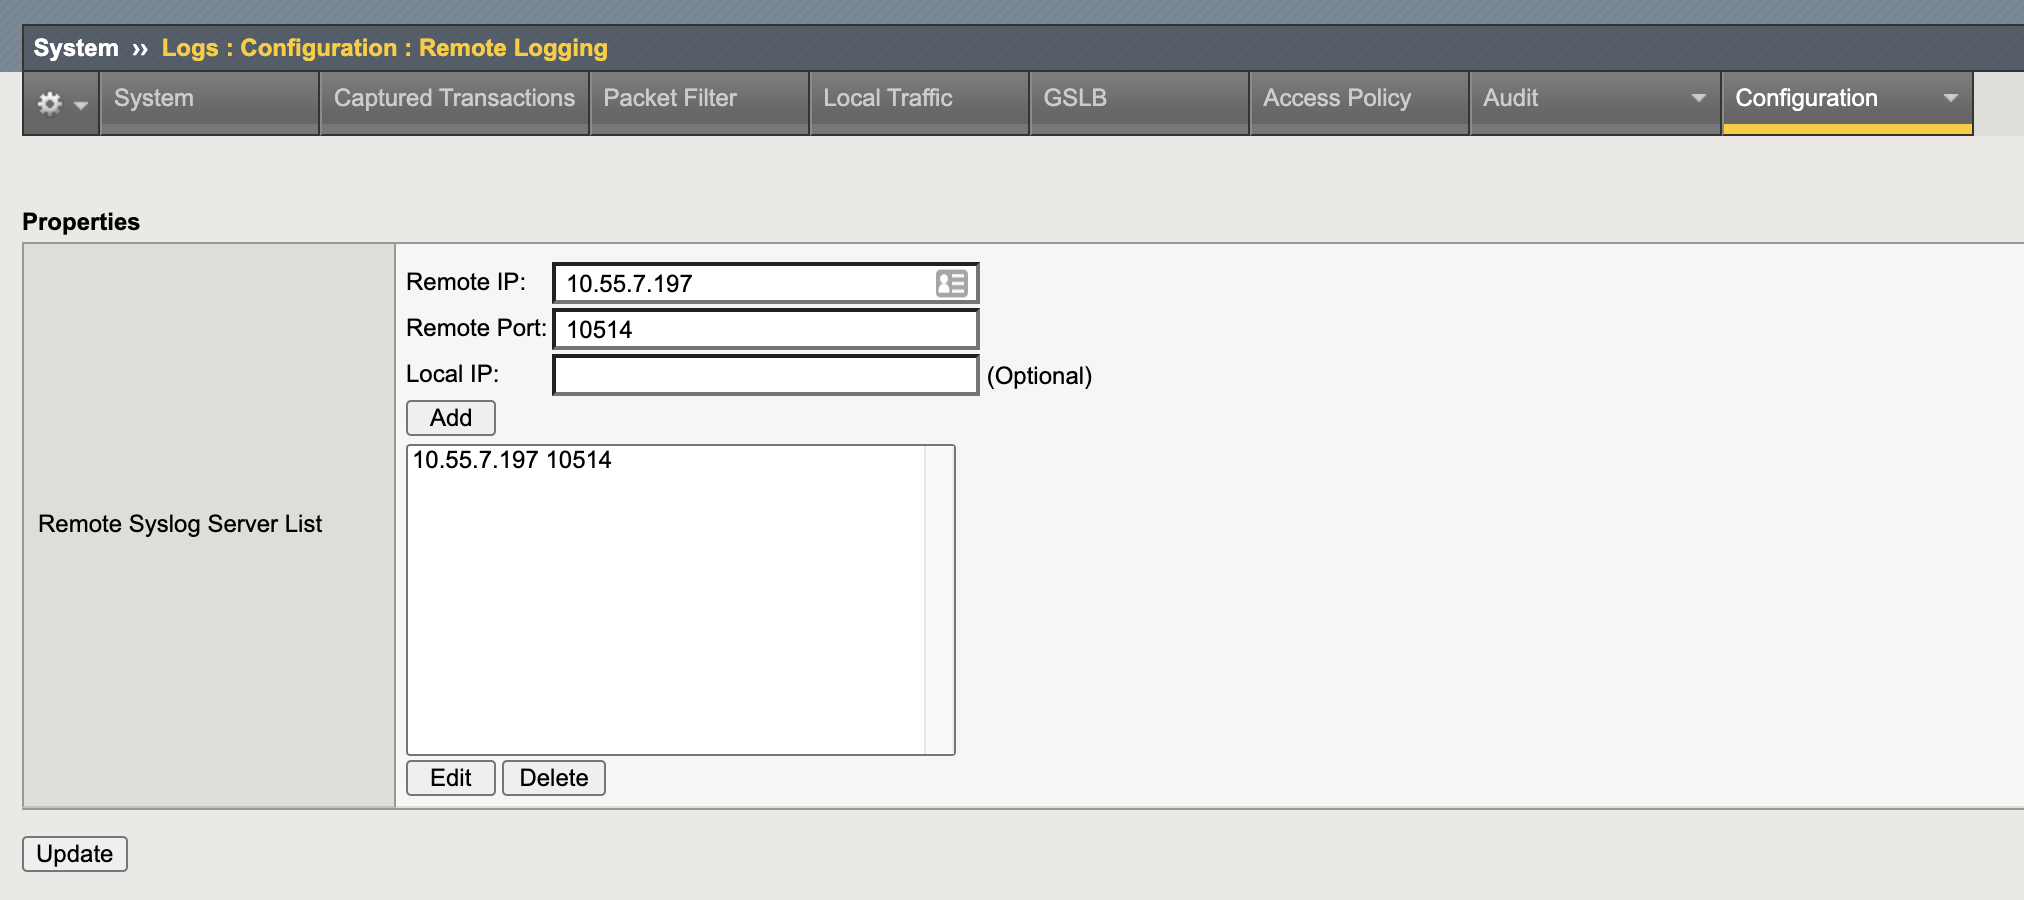 System ›› Logs : Configuration : Remote Logging
System Captured Transactions Packet Filter Local Traffic GSLB Access Policy Audit Configuration
Properties
Remote IP: 10.55.7.197
Remote Port: 10514
Local IP: (Optional)
Add
10.55.7.197 10514
Remote Syslog Server List
Edit Delete
Update